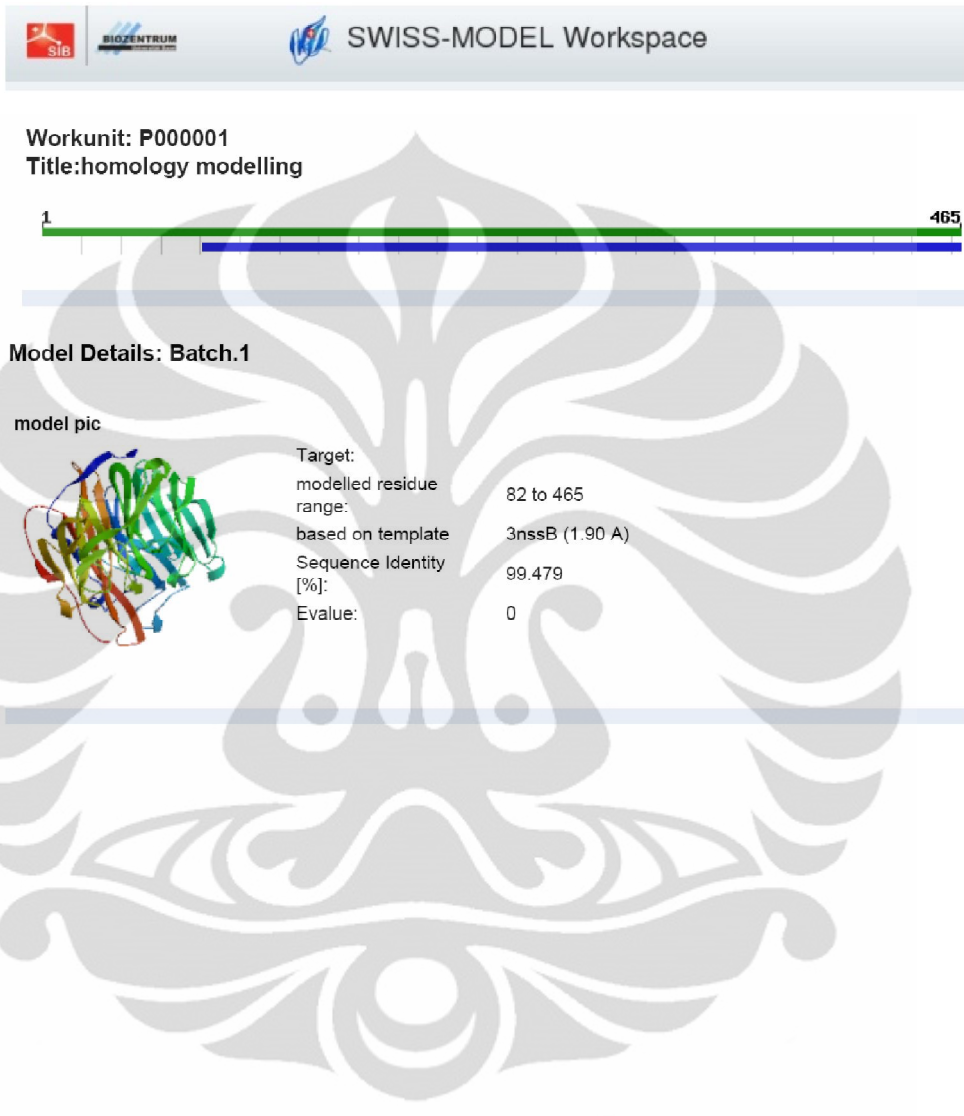 SIB
BIOZENTRUM
SWISS-MODEL Workspace
Workunit: P000001
Title:homology modelling
1 465
Model Details: Batch.1
model pic
Target:
modelled residue
range: 82 to 465
based on template 3nssB (1.90 A)
Sequence Identity
[%]: 99.479
Evalue: 0